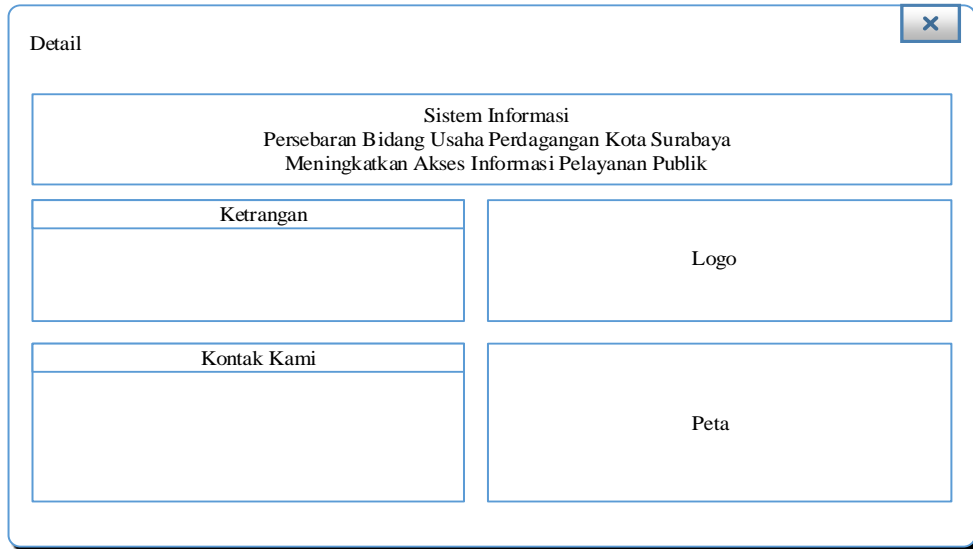 Detail
Sistem Informasi
Persebaran Bidang Usaha Perdagangan Kota Surabaya
Meningkatkan Akses Informasi Pelayanan Publik
Ketrangan
Logo
Kontak Kami
Peta